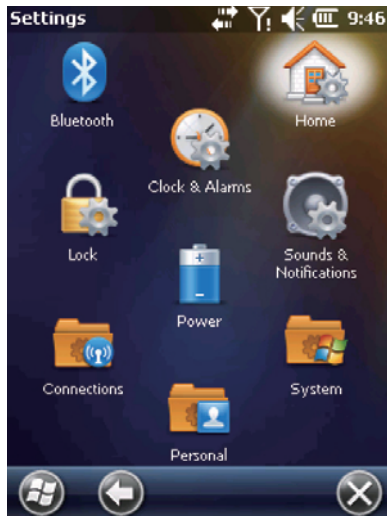 Settings 9:46
Bluetooth
Home
Clock & Alarms
Lock
Sounds &
Notifications
Power
Connections
System
Personal